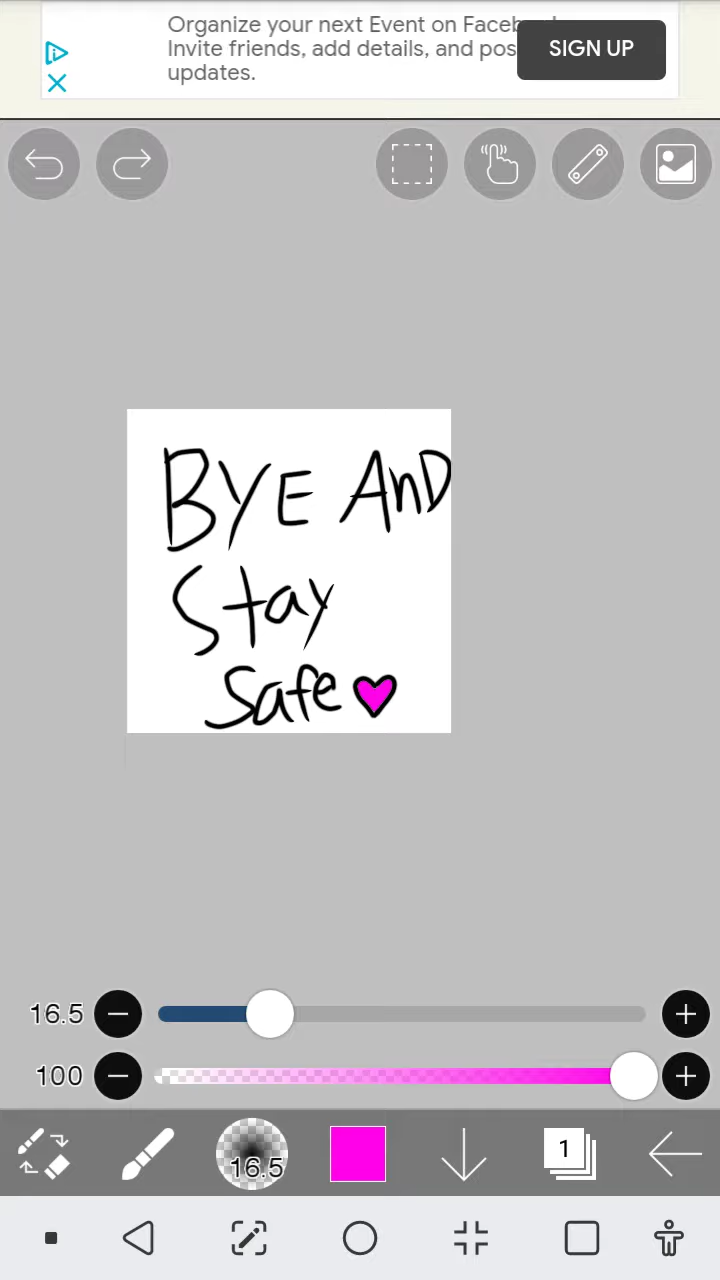 Organize your next Event on Faceb
Invite friends, add details, and pos
updates.
SIGN UP
BYE AnD
Stay
safe
16.5
100
16.5
1